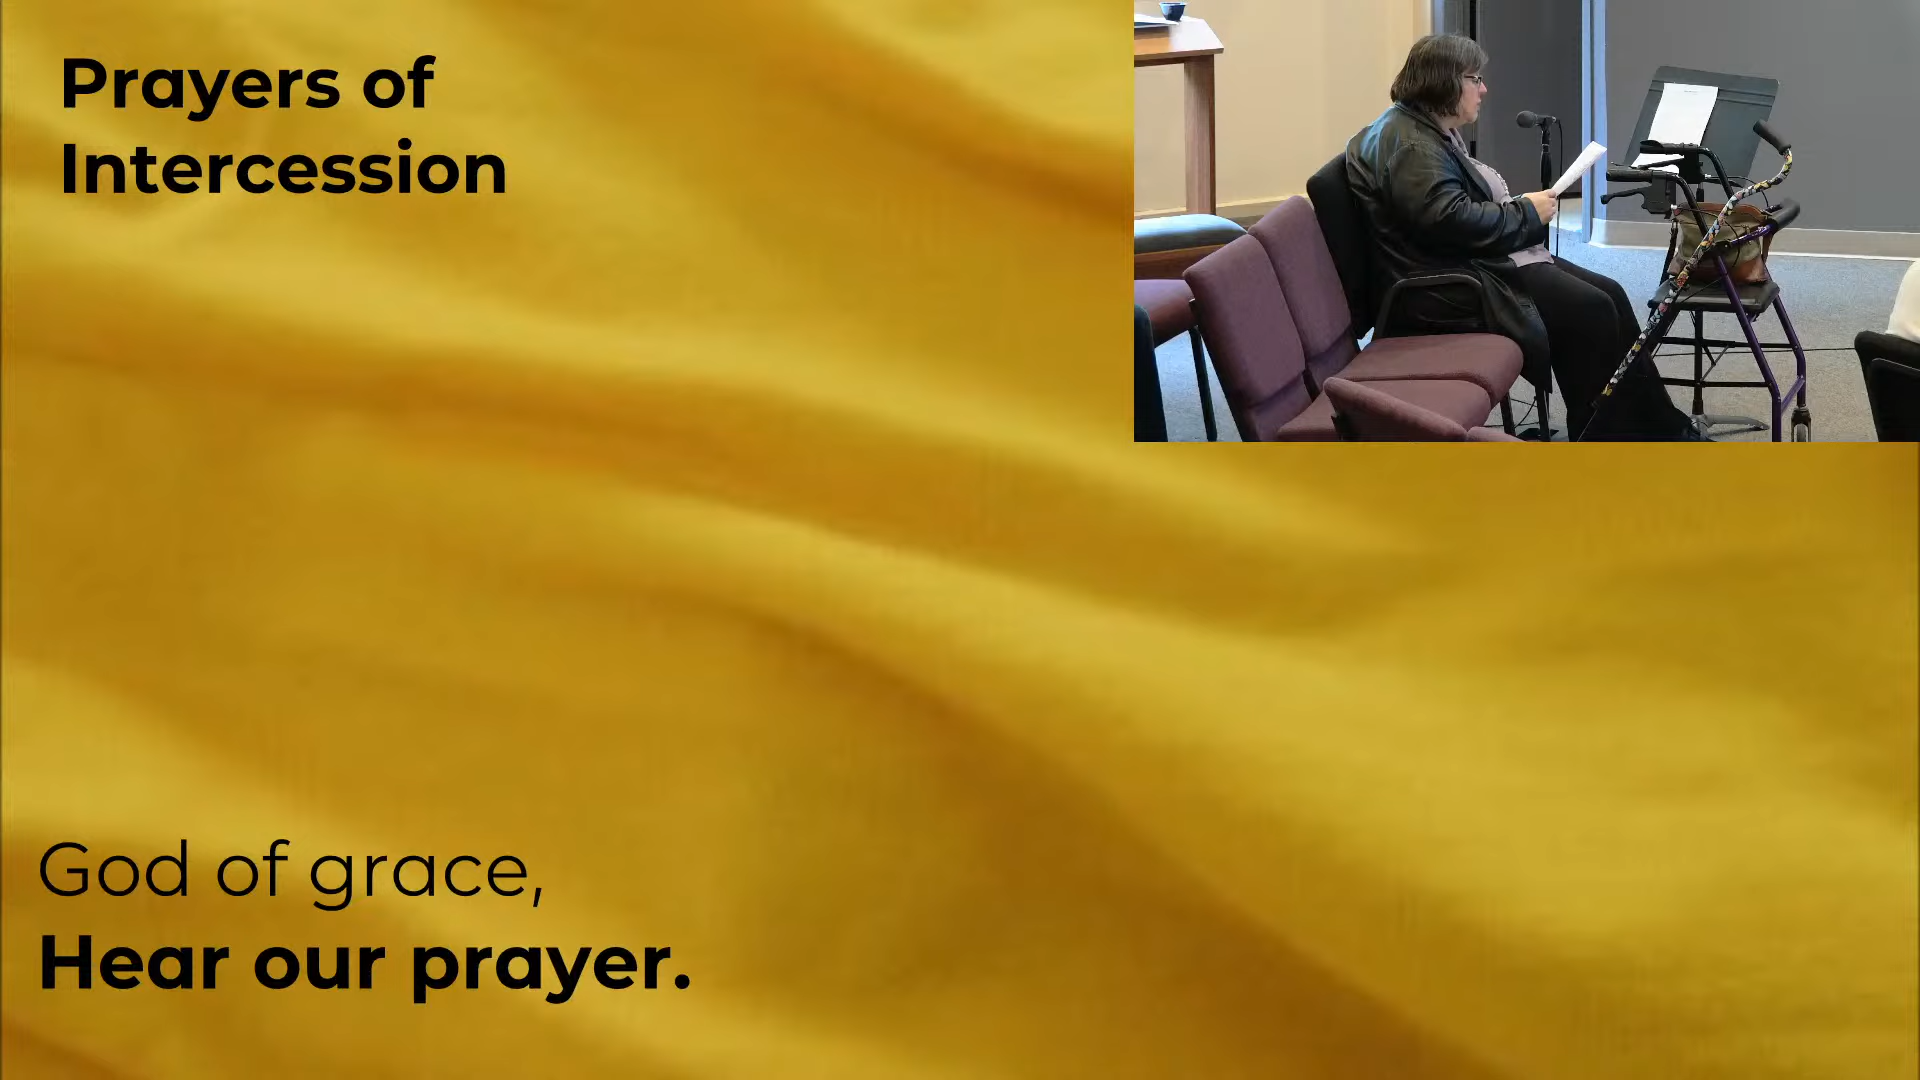 Prayers of
Intercession
God of grace,
Hear our prayer.